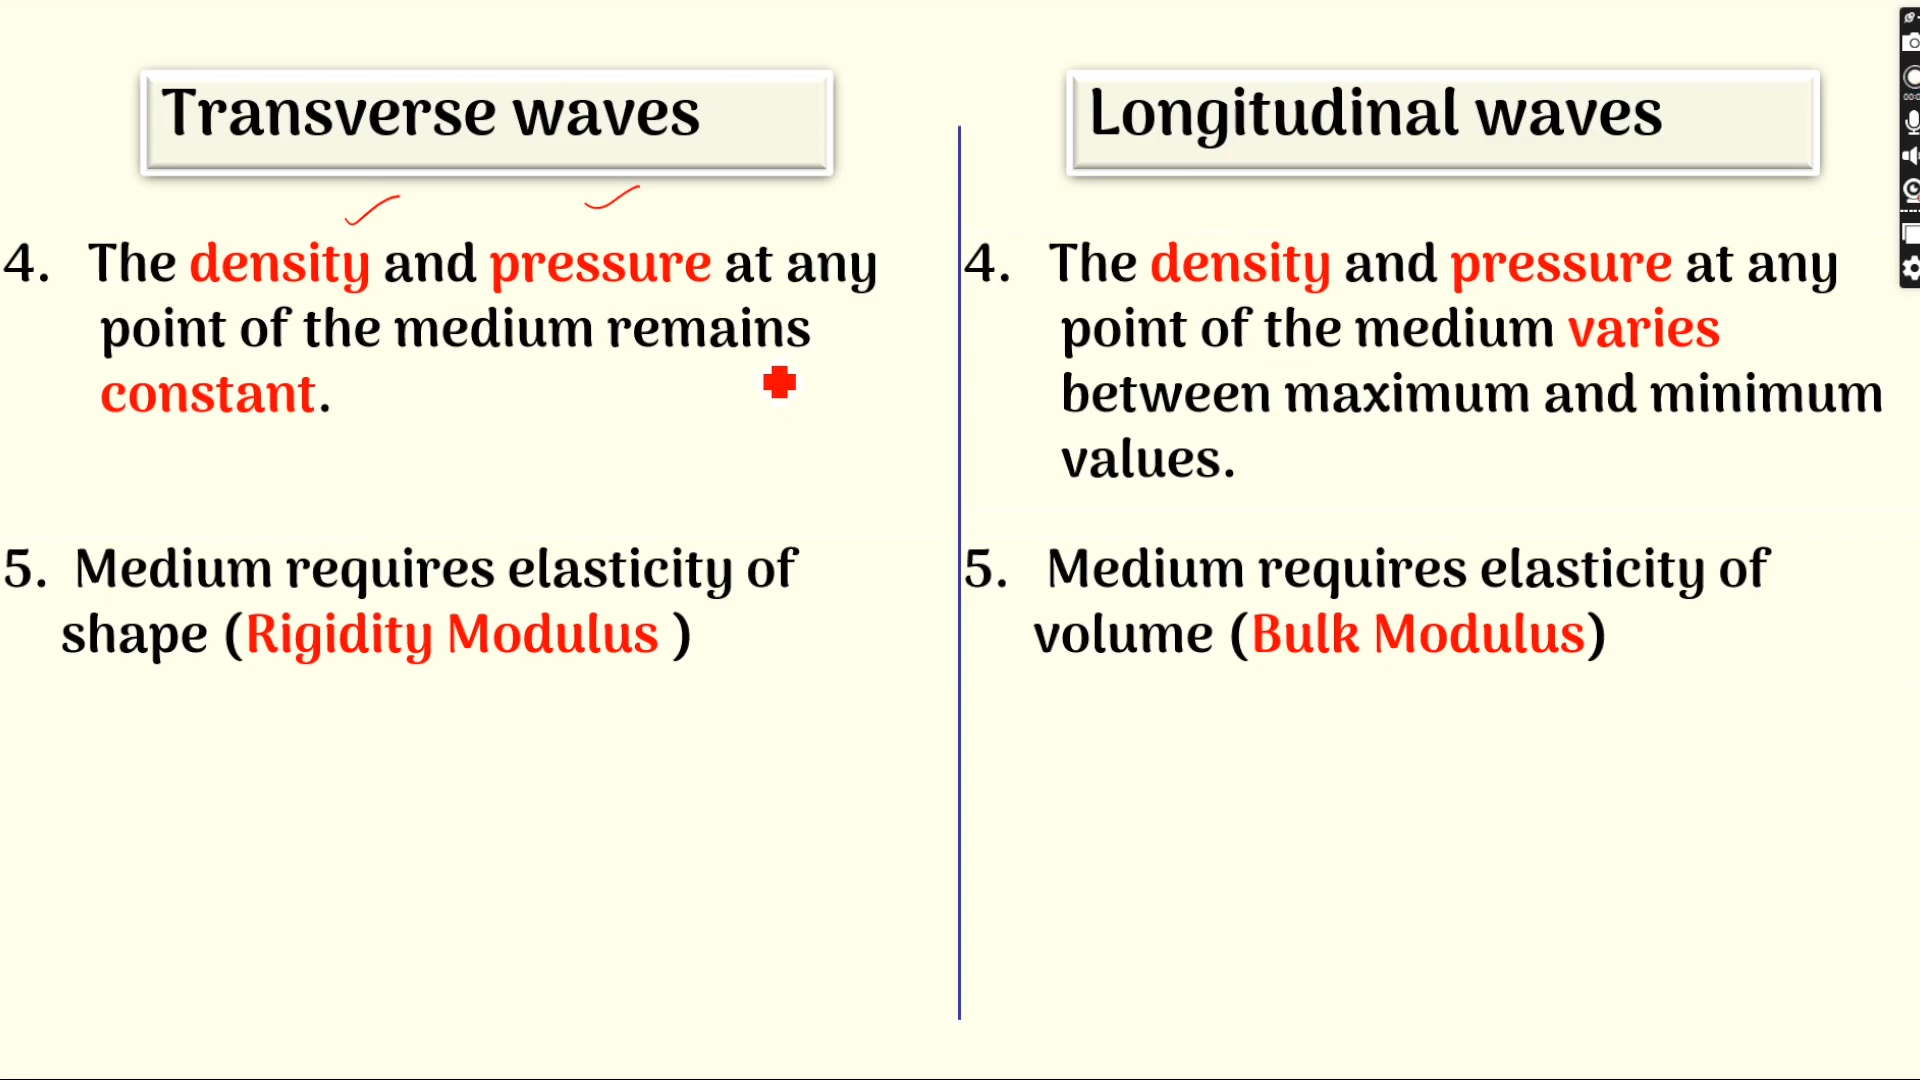 Transverse waves
4. The density and pressure at any
point of the medium remains
constant.
5. Medium requires elasticity of
shape (Rigidity Modulus )
Longitudinal waves
4. The density and pressure at any
point of the medium varies
between maximum and minimum
values.
5. Medium requires elasticity of
volume (Bulk Modulus)